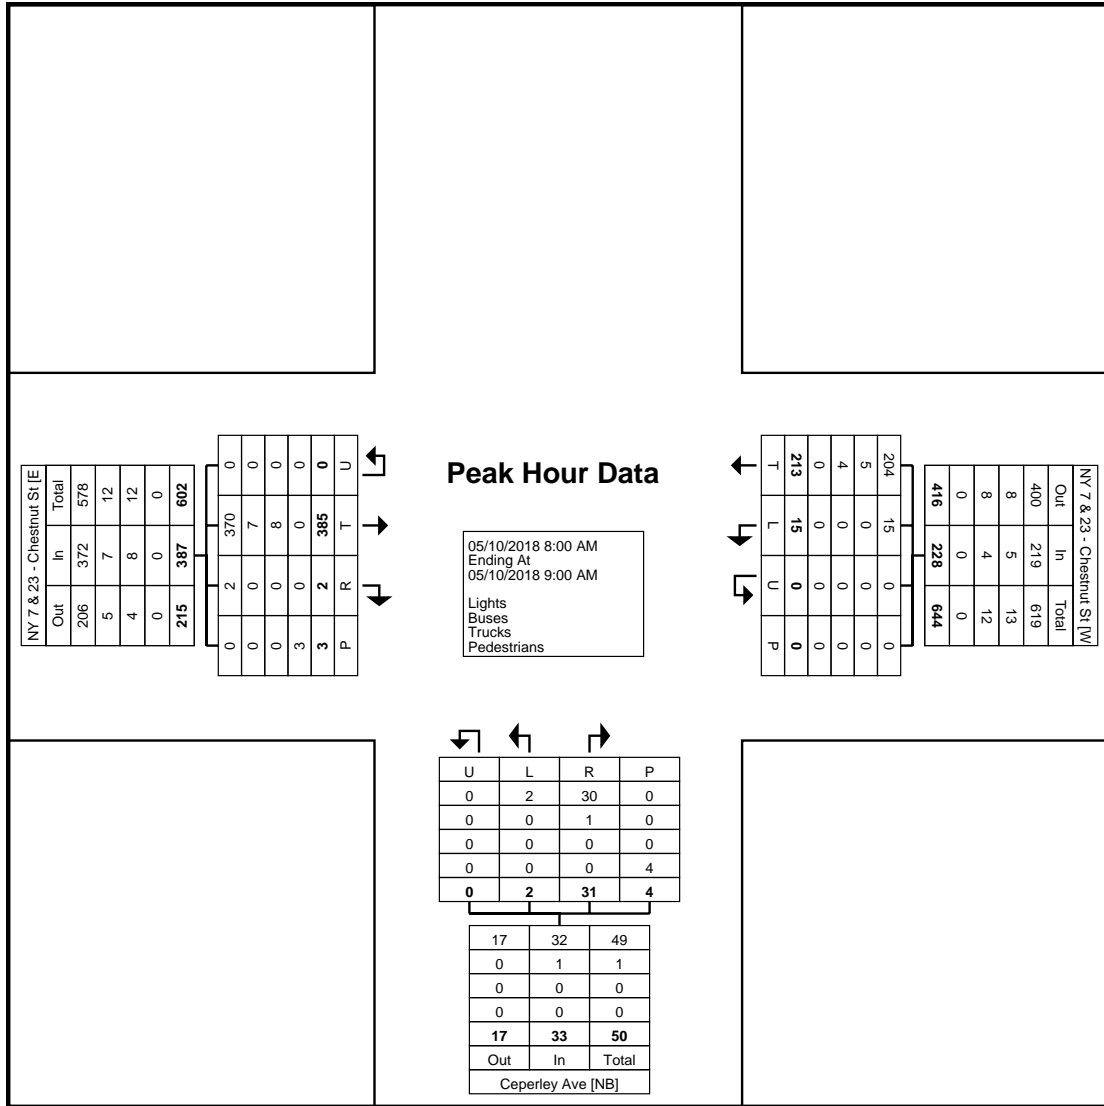 Peak Hour Data
05/10/2018 8:00 AM
Ending At
05/10/2018 9:00 AM
Lights
Buses
Trucks
Pedestrians
NY 7 & 23 - Chestnut St [E
Out In Total
206 372 578
5 7 12
4 8 12
0 0 0
215 387 602
0 370 2 0
0 7 0 0
0 8 0 0
0 0 0 3
0 385 2 3
U T R P
NY 7 & 23 - Chestnut St [W
Out In Total
400 219 619
8 5 13
8 4 12
0 0 0
416 228 644
204 15 0 0
5 0 0 0
4 0 0 0
0 0 0 0
213 15 0 0
T L U P
U L R P
0 2 30 0
0 0 1 0
0 0 0 0
0 0 0 4
0 2 31 4
17 32 49
0 1 1
0 0 0
0 0 0
17 33 50
Out In Total
Ceperley Ave [NB]